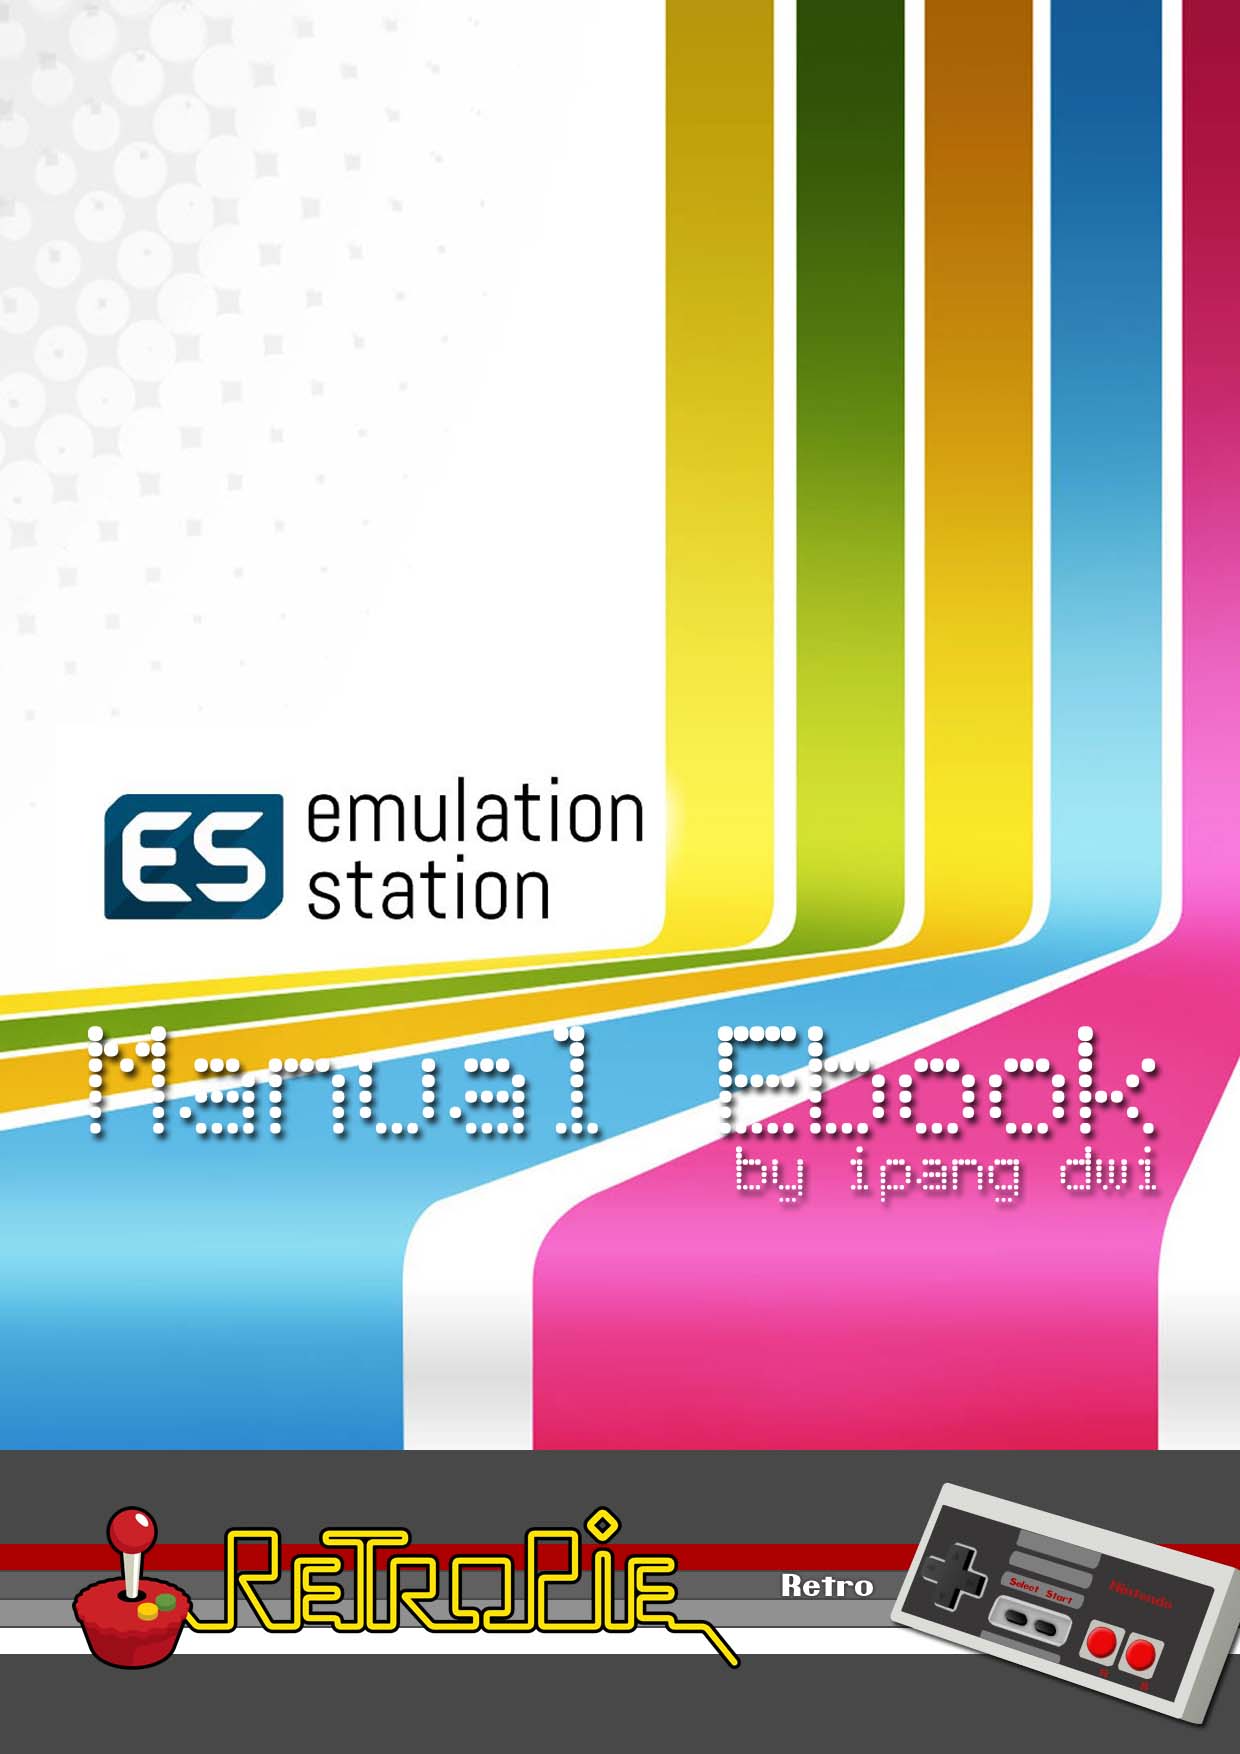 ES
emulation
station
Manual Ebook
by ipang dwi
RetroPie
Retro
Select Start
Nintendo